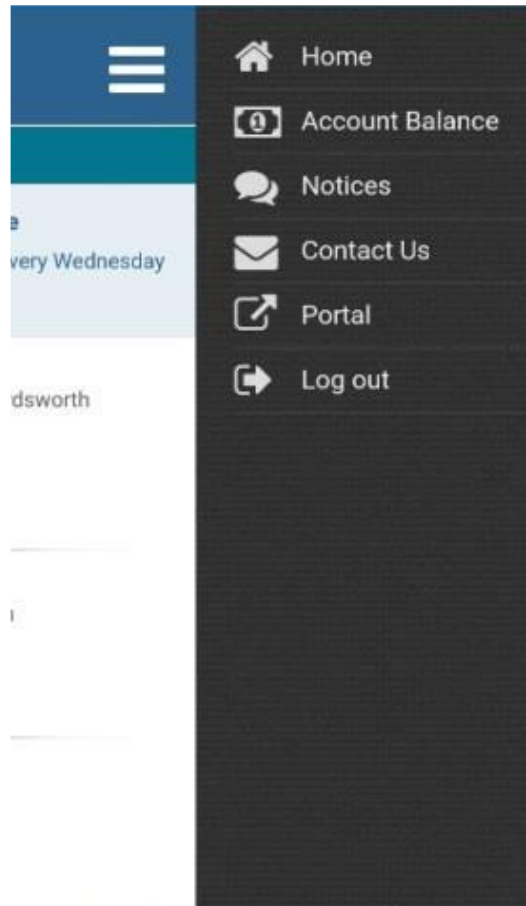 Home
Account Balance
Notices
Contact Us
Portal
Log out
e
very Wednesday
dsworth